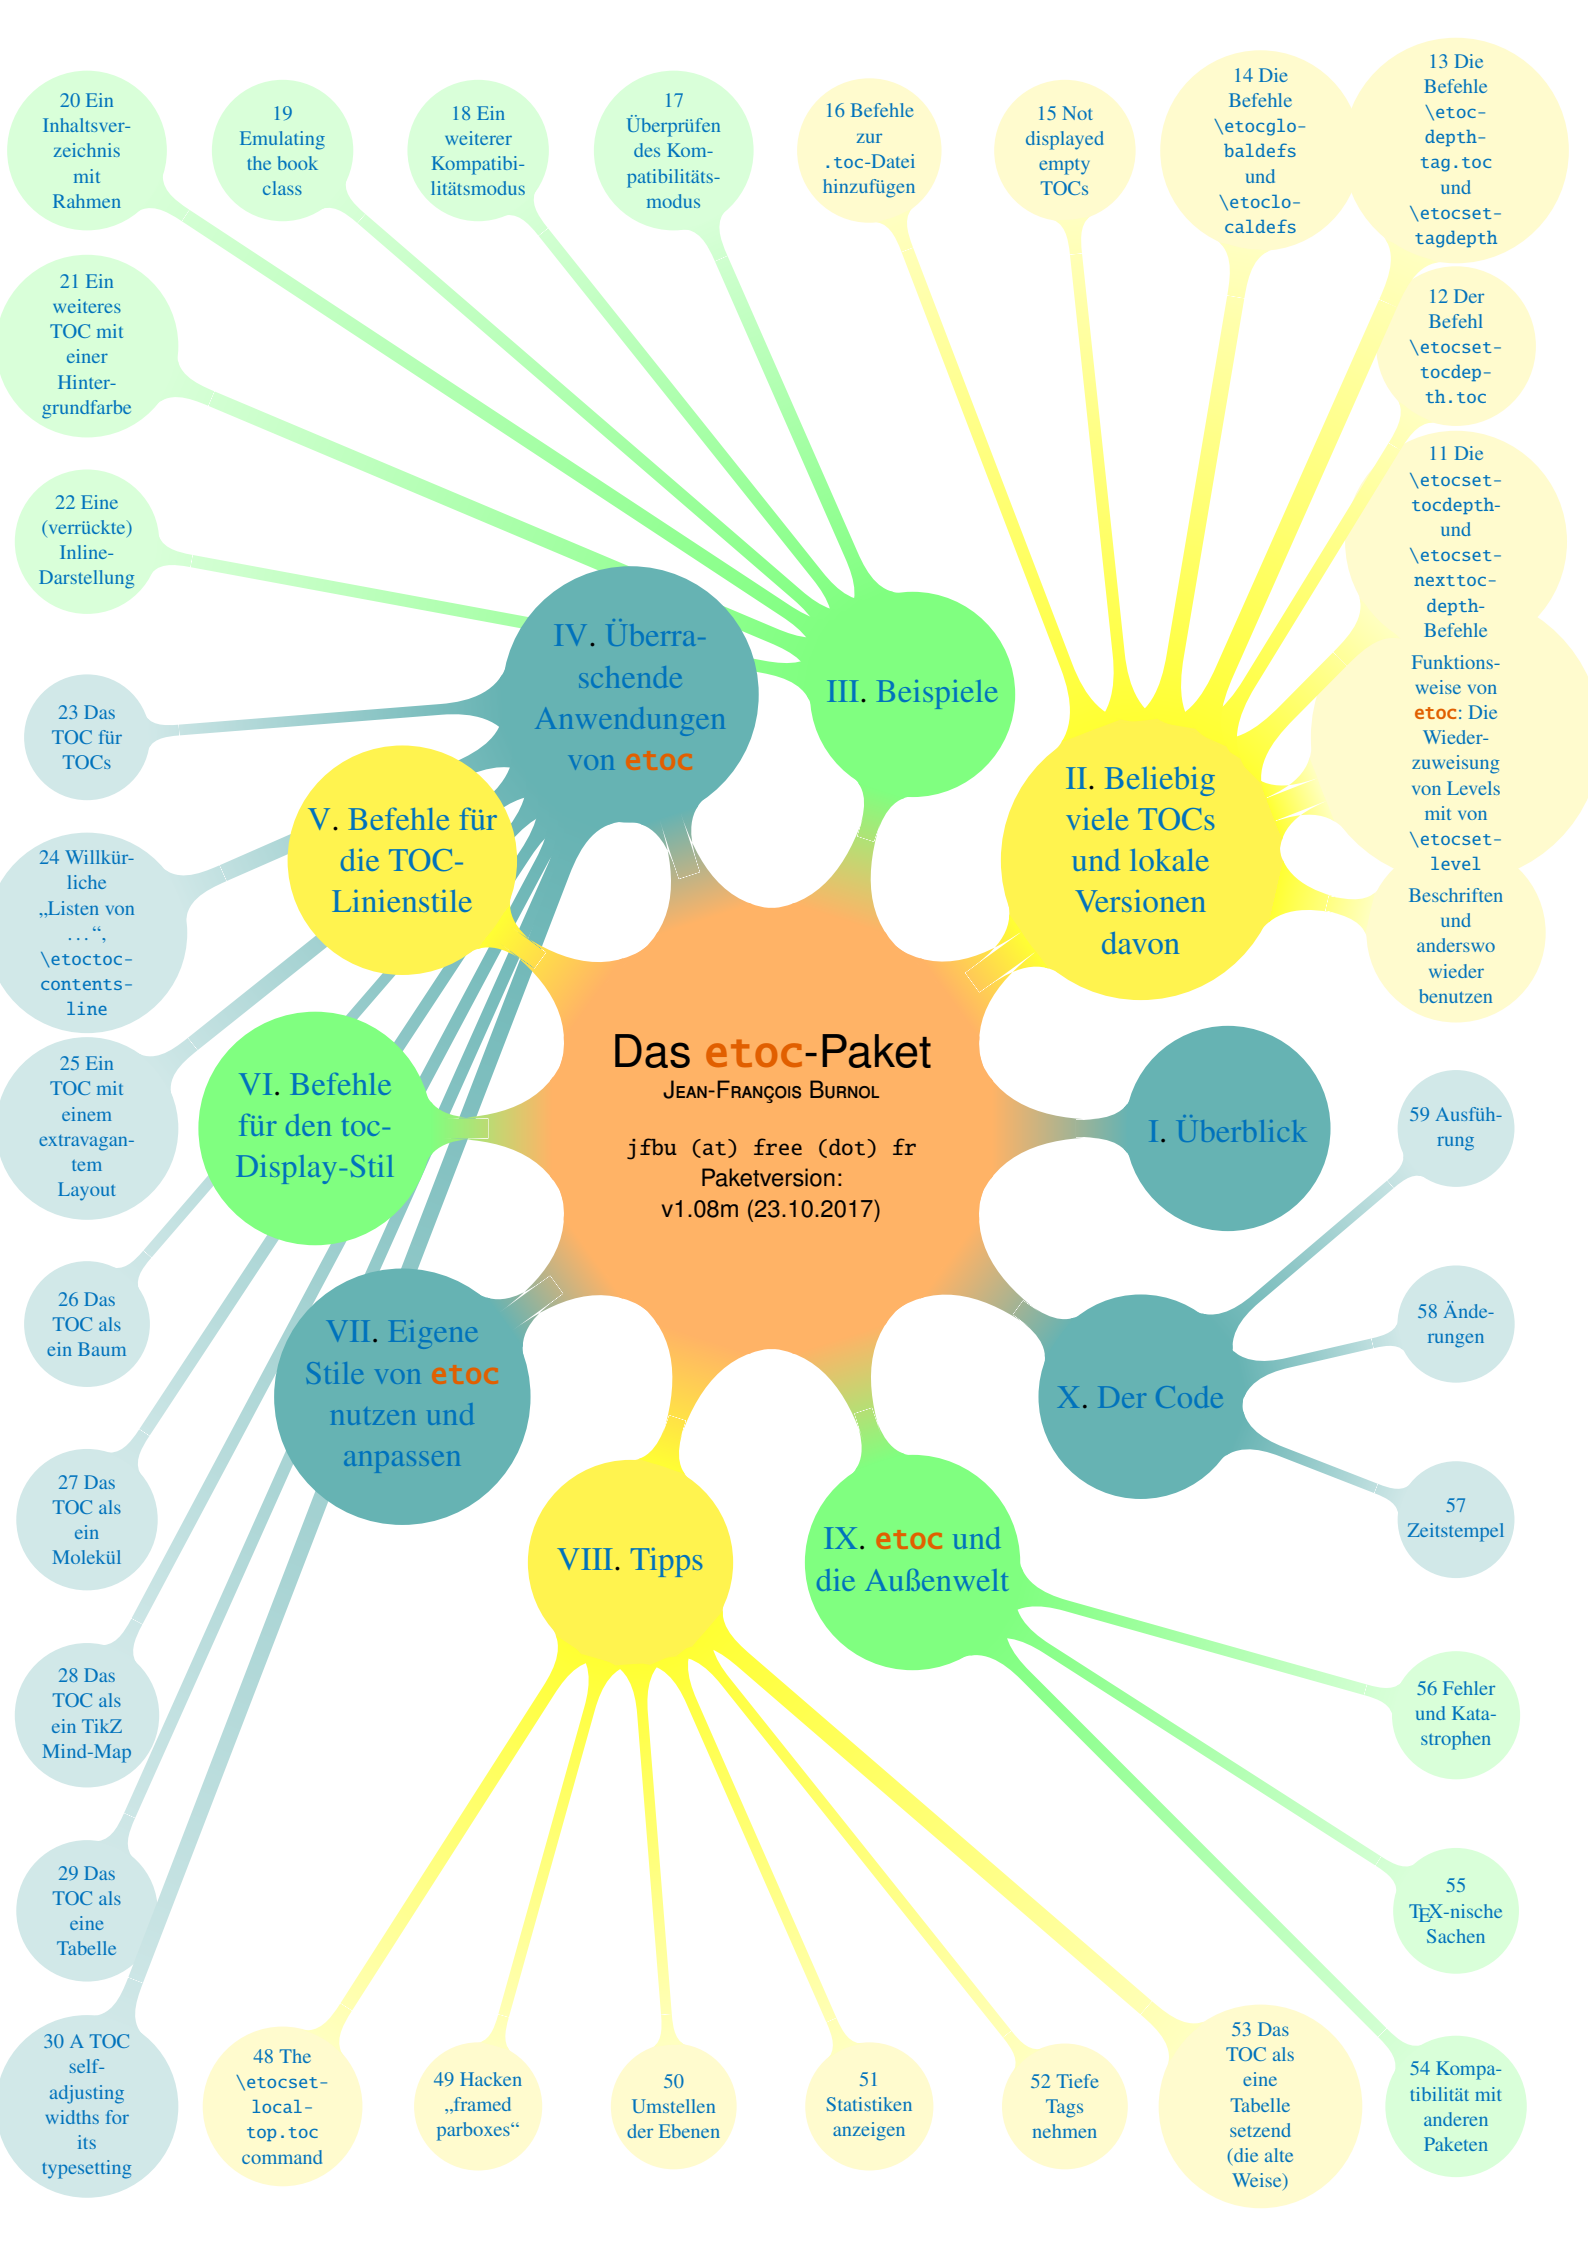 Das etoc-Paket
Jean-François Burnol
jfbu (at) free (dot) fr
Paketversion:
v1.08m (23.10.2017)
I. Überblick
II. Beliebig
viele TOCs
und lokale
Versionen
davon
Beschriften
und
anderswo
wieder
benutzen
Funktions-
weise von
etoc: Die
Wieder-
zuweisung
von Levels
mit von
\etocset-
level
11 Die
\etocset-
tocdepth-
und
\etocset-
nexttoc-
depth-
Befehle
12 Der
Befehl
\etocset-
tocdep-
th.toc
13 Die
Befehle
\etoc-
depth-
tag.toc
und
\etocset-
tagdepth
14 Die
Befehle
\etocglo-
baldefs
und
\etoclo-
caldefs
15 Not
displayed
empty
TOCs
16 Befehle
zur
.toc-Datei
hinzufügen
III. Beispiele
17
Überprüfen
des Kom-
patibilitäts-
modus
18 Ein
weiterer
Kompatibi-
litätsmodus
19
Emulating
the book
class
20 Ein
Inhaltsver-
zeichnis
mit
Rahmen
21 Ein
weiteres
TOC mit
einer
Hinter-
grundfarbe
22 Eine
(verrückte)
Inline-
Darstellung
IV. Überra-
schende
Anwendungen
von etoc
23 Das
TOC für
TOCs
24 Willkür-
liche
„Listen von
…“,
\etoctoc-
contents-
line
25 Ein
TOC mit
einem
extravagan-
tem
Layout
26 Das
TOC als
ein Baum
27 Das
TOC als
ein
Molekül
28 Das
TOC als
ein TikZ
Mind-Map
29 Das
TOC als
eine
Tabelle
30 A TOC
self-
adjusting
widths for
its
typesetting
V. Befehle für
die TOC-
Linienstile
VI. Befehle
für den toc-
Display-Stil
VII. Eigene
Stile von etoc
nutzen und
anpassen
VIII. Tipps
48 The
\etocset-
local-
top.toc
command
49 Hacken
„framed
parboxes“
50
Umstellen
der Ebenen
51
Statistiken
anzeigen
52 Tiefe
Tags
nehmen
53 Das
TOC als
eine
Tabelle
setzend
(die alte
Weise)
IX. etoc und
die Außenwelt
54 Kompa-
tibilität mit
anderen
Paketen
55
TEX-nische
Sachen
56 Fehler
und Kata-
strophen
X. Der Code
57
Zeitstempel
58 Ände-
rungen
59 Ausfüh-
rung